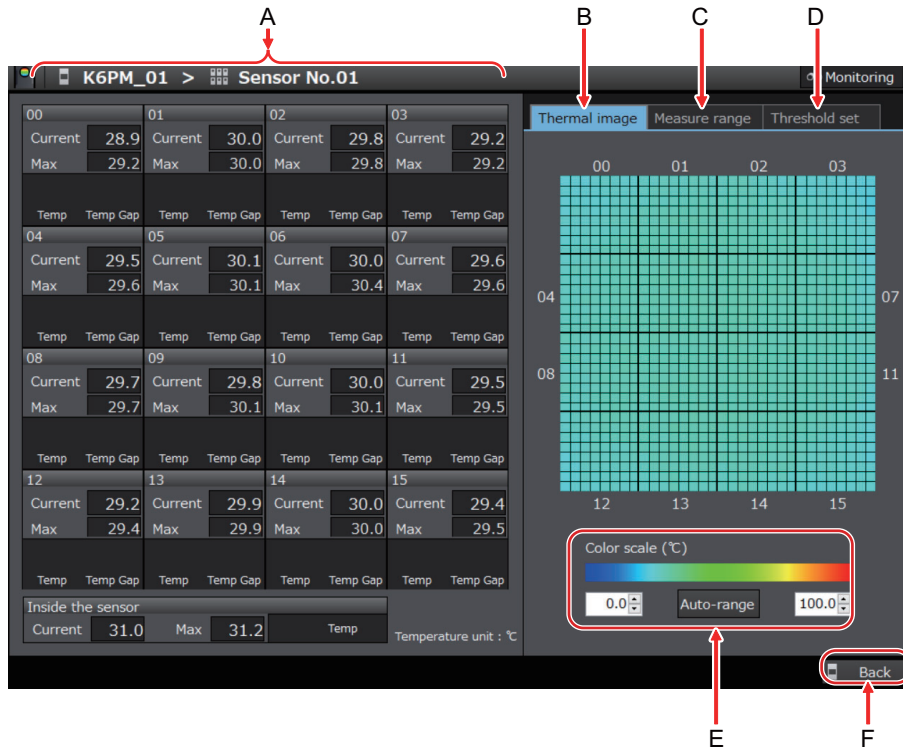 A B C D
K6PM_01 > Sensor No.01 Monitoring
00 01 02 03
Current 28.9 Current 30.0 Current 29.8 Current 29.2
Max 29.2 Max 30.0 Max 29.8 Max 29.2
Temp Temp Gap Temp Temp Gap Temp Temp Gap Temp Temp Gap
04 05 06 07
Current 29.5 Current 30.1 Current 30.0 Current 29.6
Max 29.6 Max 30.1 Max 30.4 Max 29.6
Temp Temp Gap Temp Temp Gap Temp Temp Gap Temp Temp Gap
08 09 10 11
Current 29.7 Current 29.8 Current 30.0 Current 29.5
Max 29.7 Max 30.1 Max 30.1 Max 29.5
Temp Temp Gap Temp Temp Gap Temp Temp Gap Temp Temp Gap
12 13 14 15
Current 29.2 Current 29.9 Current 30.0 Current 29.4
Max 29.4 Max 29.9 Max 30.0 Max 29.5
Temp Temp Gap Temp Temp Gap Temp Temp Gap Temp Temp Gap
Inside the sensor
Current 31.0 Max 31.2 Temp Temperature unit : ℃
Thermal image Measure range Threshold set
00 01 02 03
04 07
08 11
12 13 14 15
Color scale (℃)
0.0 Auto-range 100.0
Back
E F